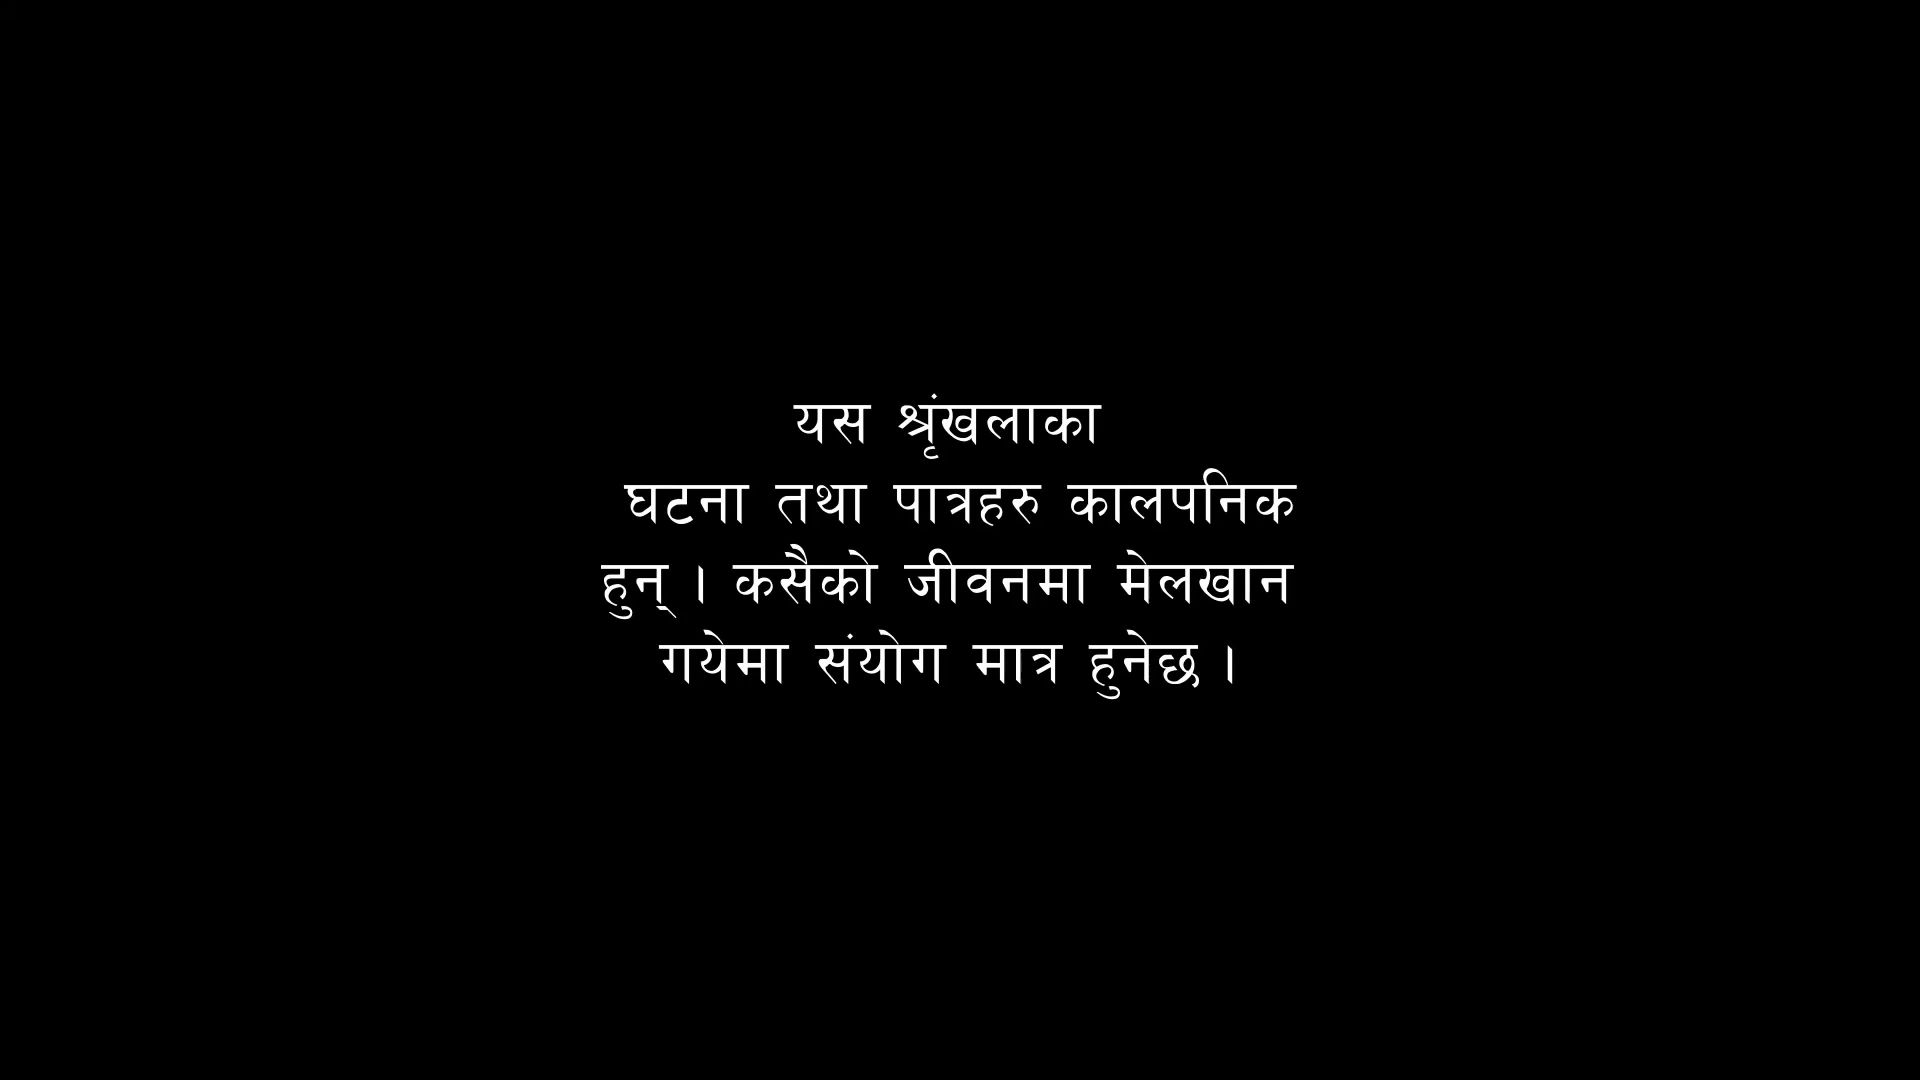 यस श्रृंखलाका
घटना तथा पात्रहरु कालपनिक
हुन् । कसैको जीवनमा मेलखान
गयेमा संयोग मात्र हुनेछ ।